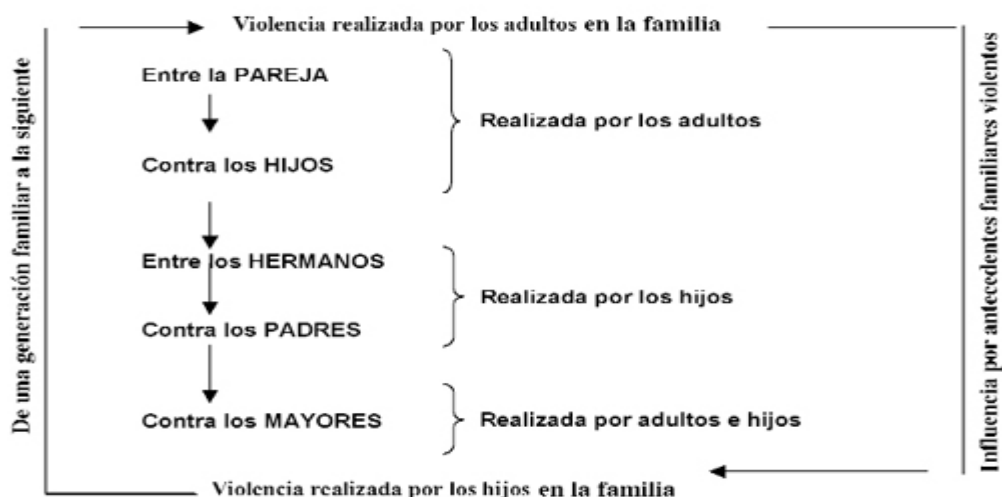 Violencia realizada por los adultos en la familia
De una generación familiar a la siguiente
Influencia por antecedentes familiares violentos
Entre la PAREJA
Realizada por los adultos
Contra los HIJOS
Entre los HERMANOS
Realizada por los hijos
Contra los PADRES
Contra los MAYORES
Realizada por adultos e hijos
Violencia realizada por los hijos en la familia